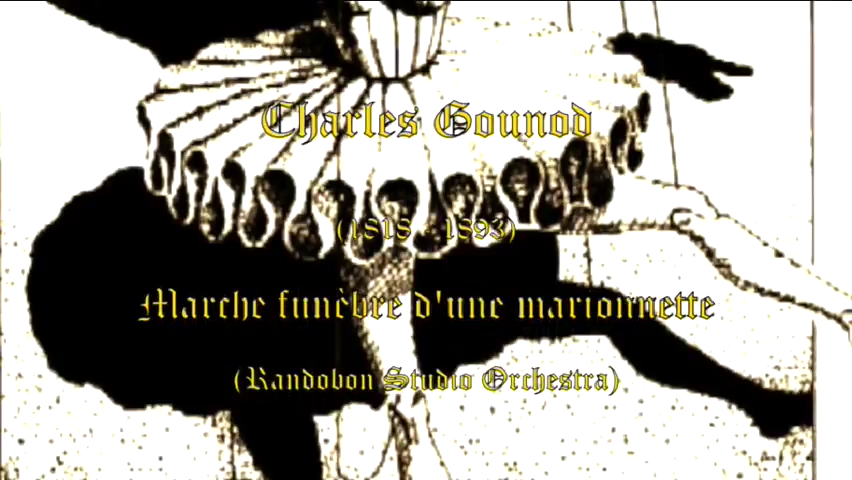 Charles Gounod
(1818 - 1893)
Marche funèbre d'une marionnette
(Randobon Studio Orchestra)